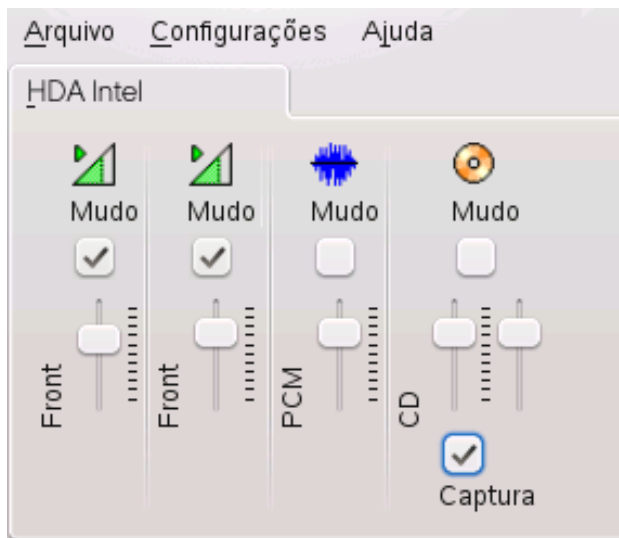 Arquivo Configurações Ajuda
HDA Intel
Mudo Mudo Mudo Mudo
Front Front PCM CD
Captura